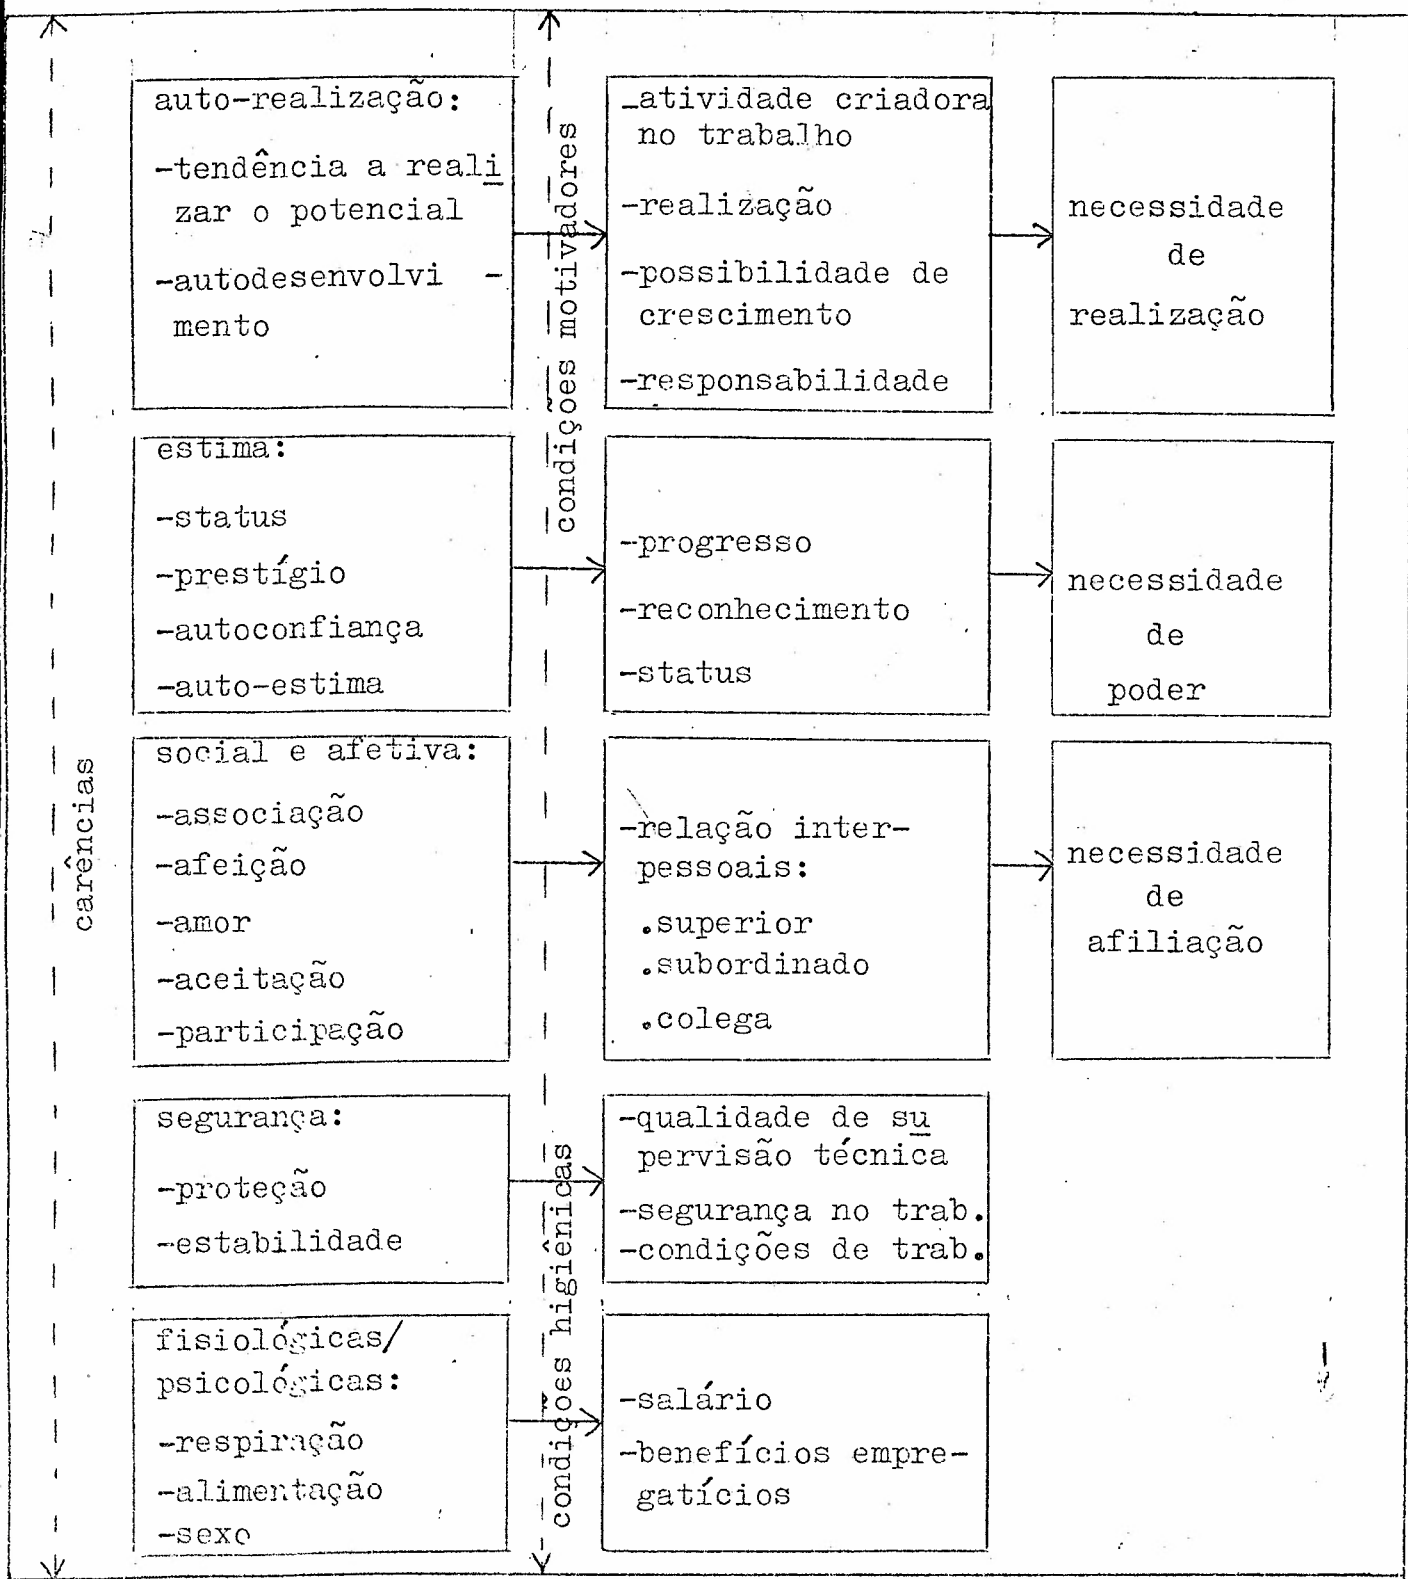 carências
auto-realização:
-tendência a reali
zar o potencial
-autodesenvolvi -
mento
estima:
-status
-prestígio
-autoconfiança
-auto-estima
social e afetiva:
-associação
-afeição
-amor
-aceitação
-participação
segurança:
-proteção
-estabilidade
fisiológicas/
psicológicas:
-respiração
-alimentação
-sexo
condições motivadores
condições higiênicas
-atividade criadora
no trabalho
-realização
-possibilidade de
crescimento
-responsabilidade
-progresso
-reconhecimento
-status
-relação inter-
pessoais:
.superior
.subordinado
.colega
-qualidade de su
pervisão técnica
-segurança no trab.
-condições de trab.
-salário
-benefícios empre-
gatícios
necessidade
de
realização
necessidade
de
poder
necessidade
de
afiliação